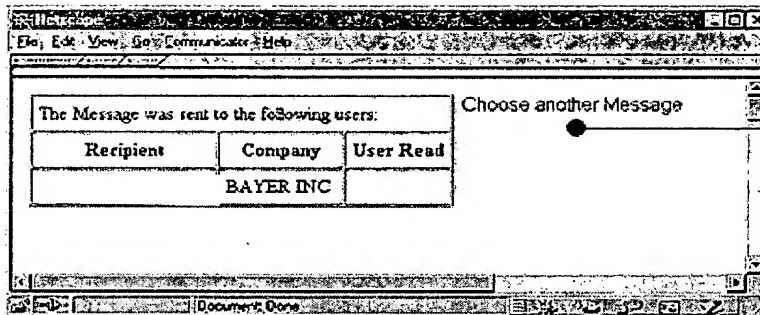 Netscape
File Edit View Go Communicator Help
The Message was sent to the following users:
Choose another Message
Recipient Company User Read
BAYER INC
Document: Done